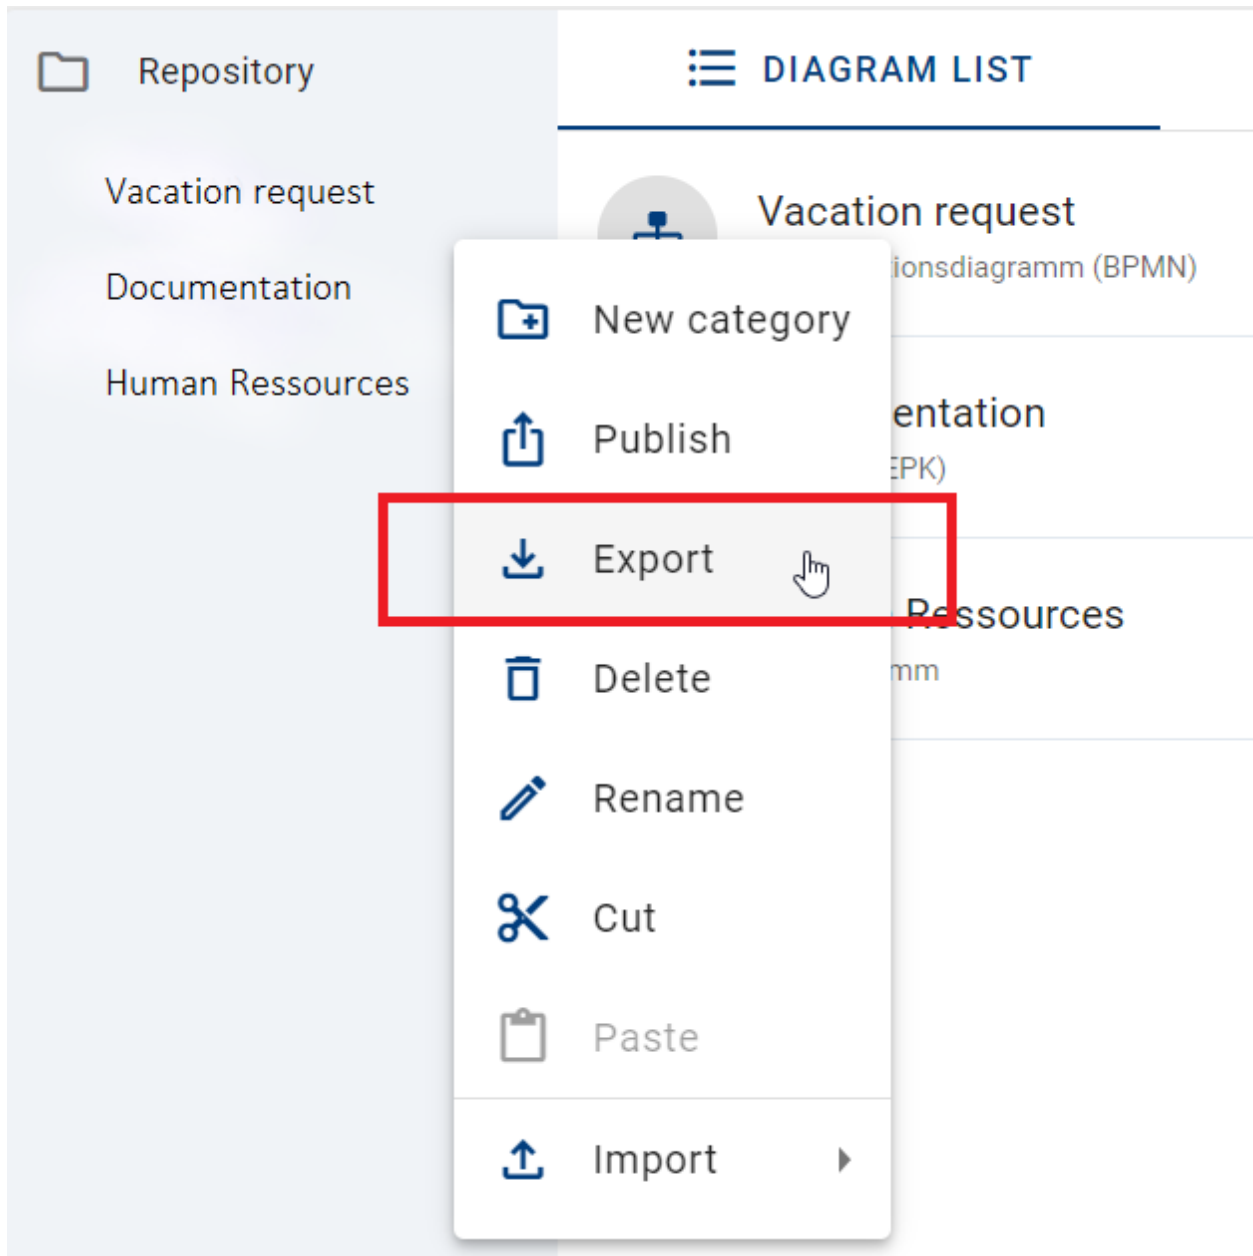 Repository
Vacation request
Documentation
Human Ressources
DIAGRAM LIST
Vacation request
ionsdiagramm (BPMN)
entation
EPK)
Ressources
mm
New category
Publish
Export
Delete
Rename
Cut
Paste
Import